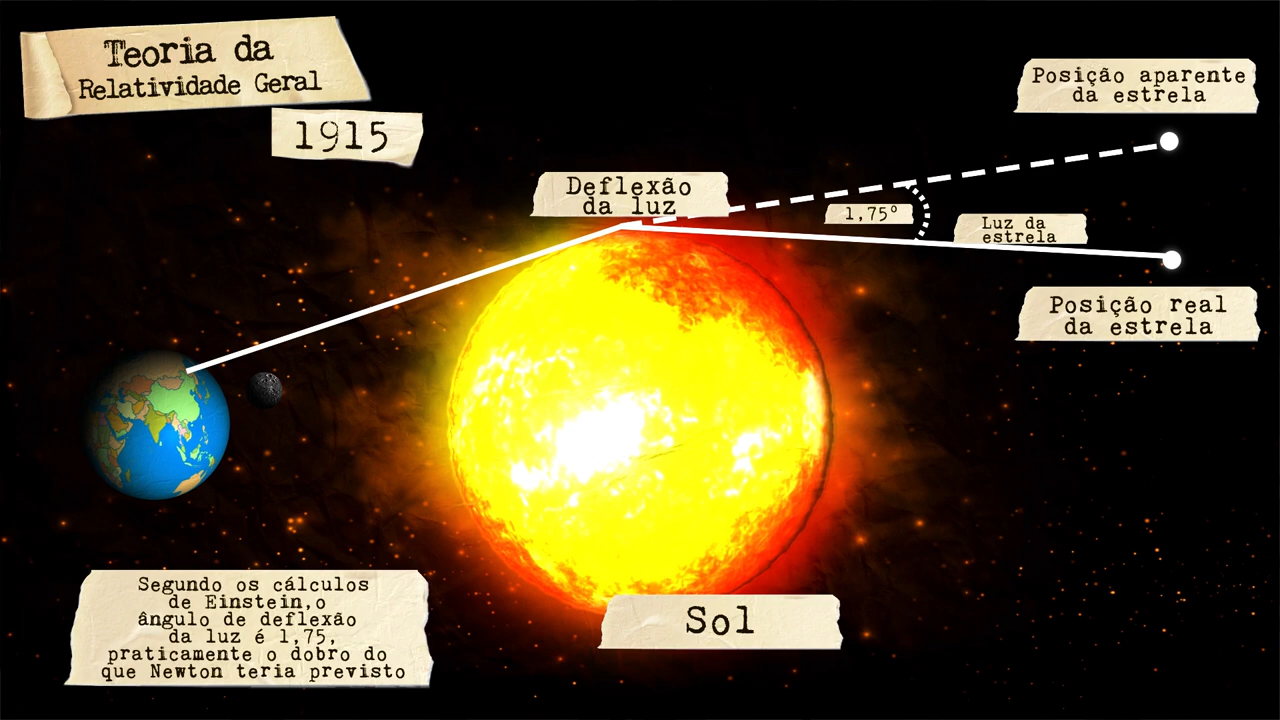 Teoria da
Relatividade Geral
1915
Posição aparente
da estrela
Deflexão
da luz
1,75º
Luz da
estrela
Posição real
da estrela
Segundo os cálculos
de Einstein,o
ângulo de deflexão
da luz é 1,75,
praticamente o dobro do
que Newton teria previsto
Sol